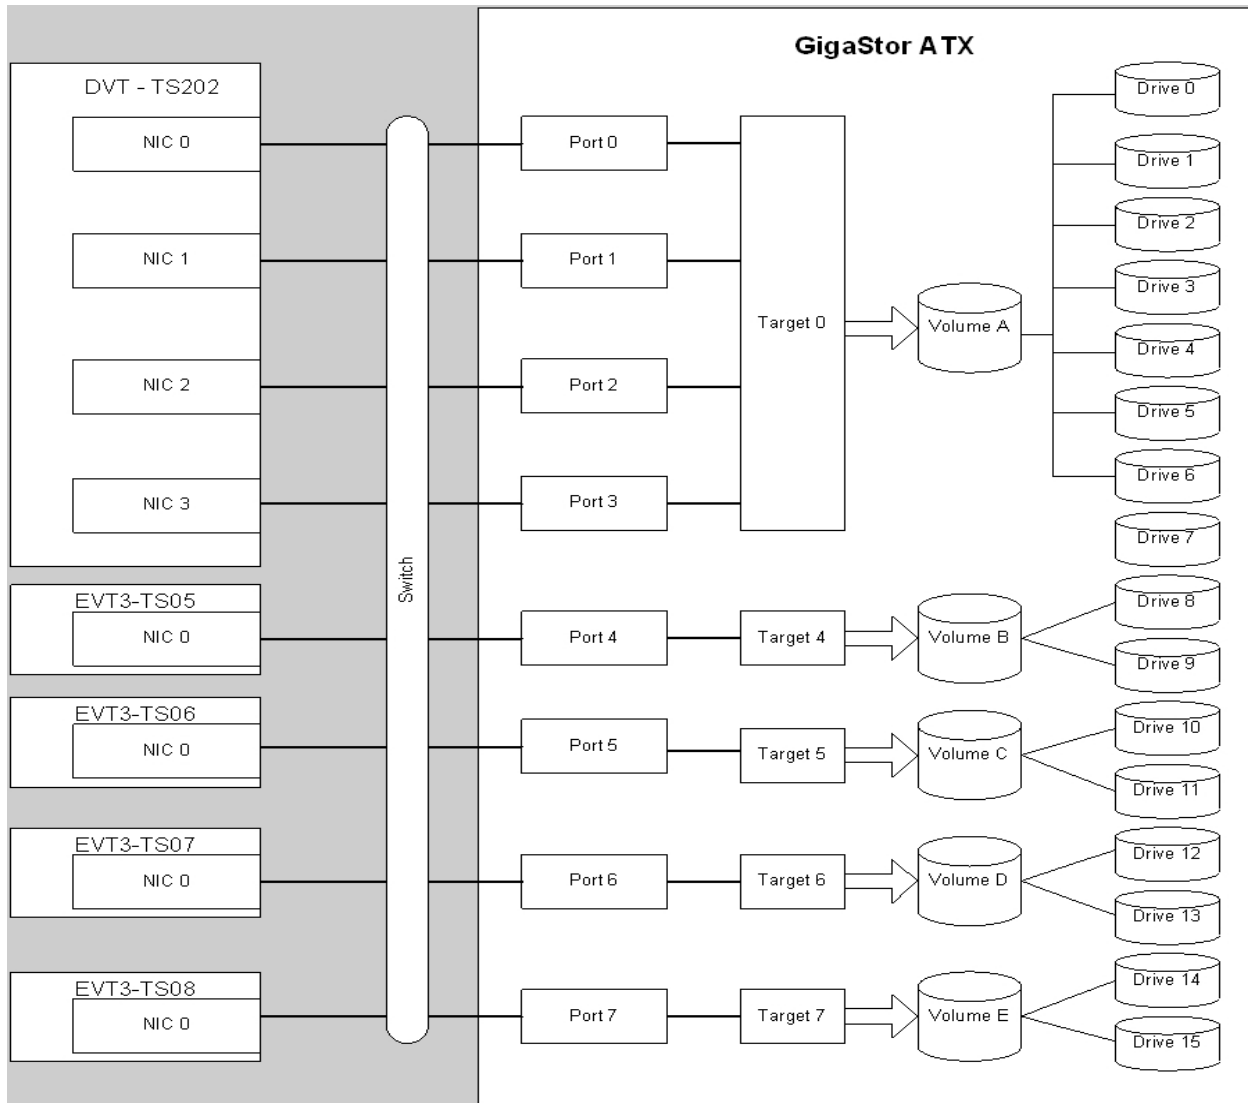 GigaStor ATX
DVT - TS202
NIC 0
NIC 1
NIC 2
NIC 3
EVT3-TS05
NIC 0
EVT3-TS06
NIC 0
EVT3-TS07
NIC 0
EVT3-TS08
NIC 0
Switch
Port 0
Port 1
Port 2
Port 3
Port 4
Port 5
Port 6
Port 7
Target 0
Target 4
Target 5
Target 6
Target 7
Volume A
Volume B
Volume C
Volume D
Volume E
Drive 0
Drive 1
Drive 2
Drive 3
Drive 4
Drive 5
Drive 6
Drive 7
Drive 8
Drive 9
Drive 10
Drive 11
Drive 12
Drive 13
Drive 14
Drive 15